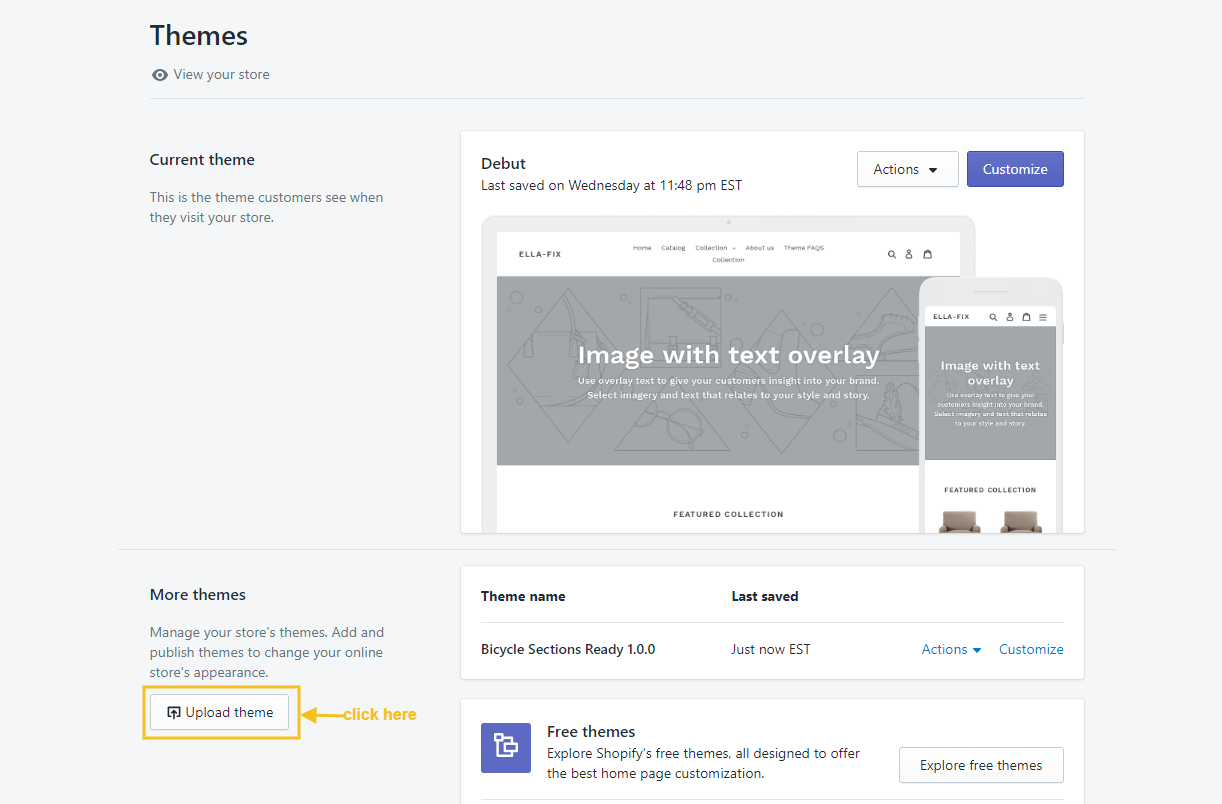 Themes
View your store
Current theme
This is the theme customers see when
they visit your store.
Debut
Last saved on Wednesday at 11:48 pm EST
Actions
Customize
ELLA-FIX
Home Catalog Collection About us Theme FAQS
Collection
Image with text overlay
Use overlay text to give your customers insight into your brand.
Select imagery and text that relates to your style and story.
FEATURED COLLECTION
ELLA-FIX
Image with text
overlay
Use overlay text to give your
customers insight into your brand.
Select imagery and text that relates
to your style and story.
FEATURED COLLECTION
More themes
Manage your store's themes. Add and
publish themes to change your online
store's appearance.
Upload theme
click here
Theme name Last saved
Bicycle Sections Ready 1.0.0 Just now EST Actions Customize
Free themes
Explore Shopify's free themes, all designed to offer
the best home page customization.
Explore free themes